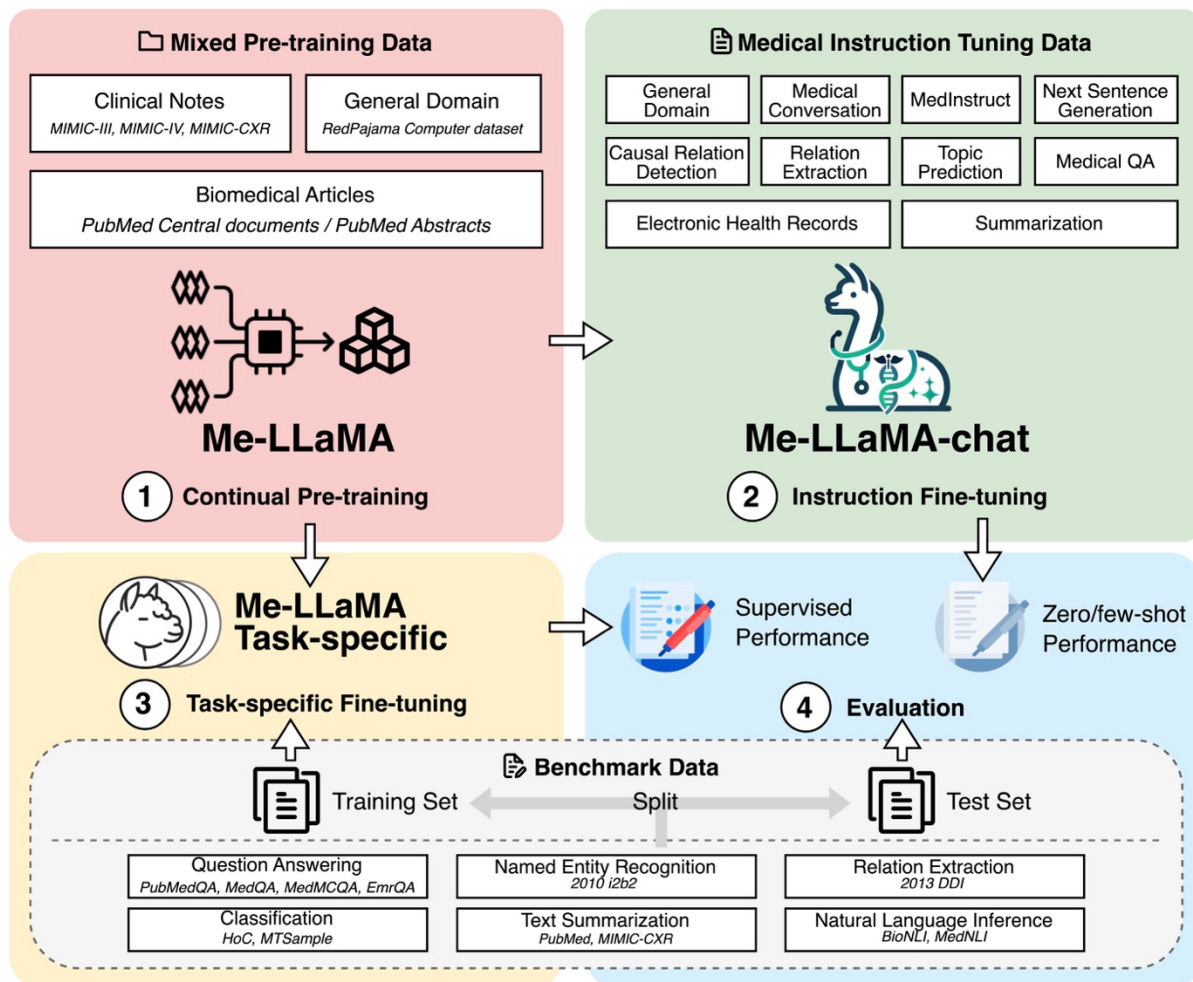 Mixed Pre-training Data
Clinical Notes
MIMIC-III, MIMIC-IV, MIMIC-CXR
General Domain
RedPajama Computer dataset
Biomedical Articles
PubMed Central documents / PubMed Abstracts
Me-LLaMA
1 Continual Pre-training
Medical Instruction Tuning Data
General
Domain
Medical
Conversation
MedInstruct
Next Sentence
Generation
Causal Relation
Detection
Relation
Extraction
Topic
Prediction
Medical QA
Electronic Health Records
Summarization
Me-LLaMA-chat
2 Instruction Fine-tuning
Me-LLaMA
Task-specific
3 Task-specific Fine-tuning
Supervised
Performance
Zero/few-shot
Performance
4 Evaluation
Benchmark Data
Training Set
Split
Test Set
Question Answering
PubMedQA, MedQA, MedMCQA, EmrQA
Named Entity Recognition
2010 i2b2
Relation Extraction
2013 DDI
Classification
HoC, MTSample
Text Summarization
PubMed, MIMIC-CXR
Natural Language Inference
BioNLI, MedNLI